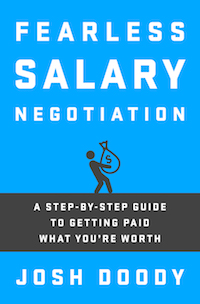 FEARLESS
SALARY
NEGOTIATION
$
A STEP-BY-STEP GUIDE
TO GETTING PAID
WHAT YOU'RE WORTH
JOSH DOODY